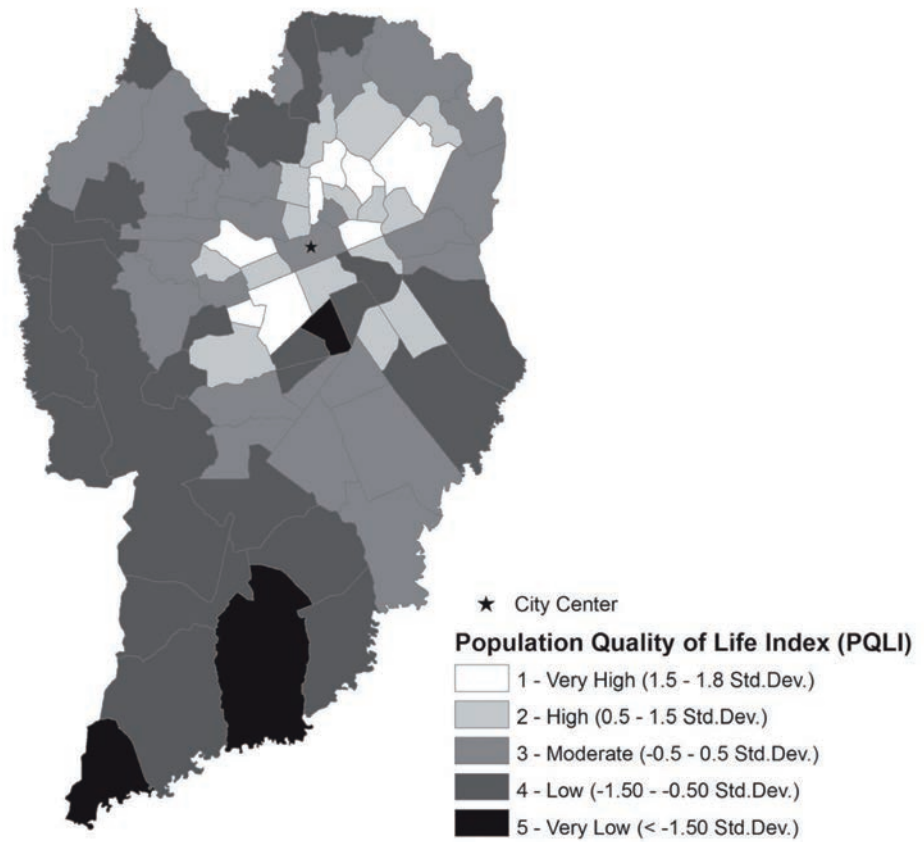 ★ City Center
Population Quality of Life Index (PQLI)
1 - Very High (1.5 - 1.8 Std.Dev.)
2 - High (0.5 - 1.5 Std.Dev.)
3 - Moderate (-0.5 - 0.5 Std.Dev.)
4 - Low (-1.50 - -0.50 Std.Dev.)
5 - Very Low (< -1.50 Std.Dev.)